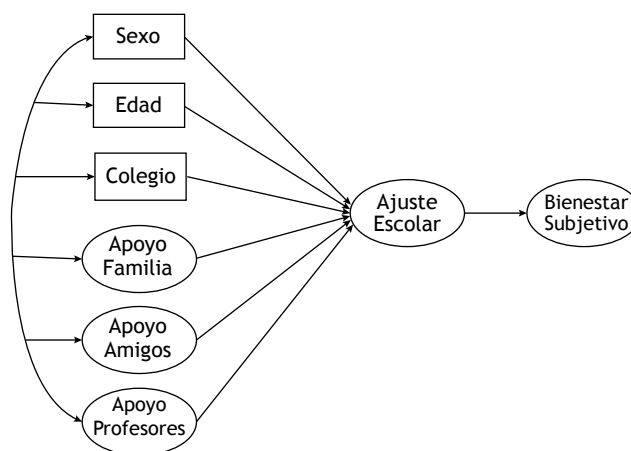 Sexo
Edad
Colegio
Apoyo
Familia
Apoyo
Amigos
Apoyo
Profesores
Ajuste
Escolar
Bienestar
Subjetivo